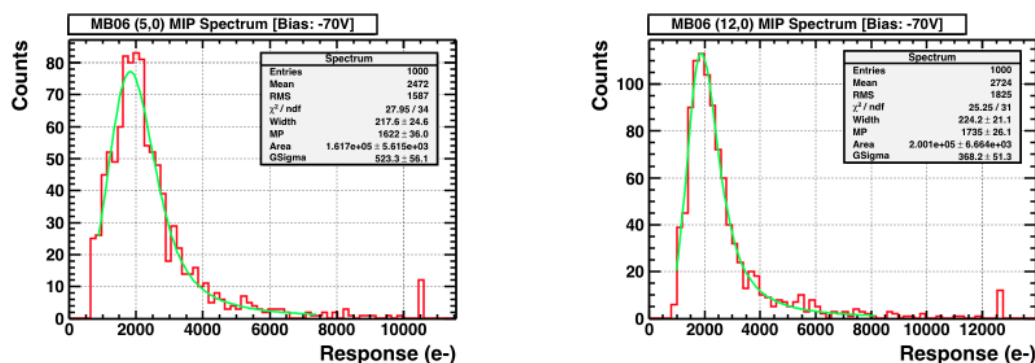 MB06 (5,0) MIP Spectrum [Bias: -70V]
Counts
80
70
60
50
40
30
20
10
0
0 2000 4000 6000 8000 10000
Response (e-)
Spectrum
Entries 1000
Mean 2472
RMS 1587
χ² / ndf 27.95 / 34
Width 217.6 ± 24.6
MP 1622 ± 36.0
Area 1.617e+05 ± 5.615e+03
GSigma 523.3 ± 56.1
MB06 (12,0) MIP Spectrum [Bias: -70V]
Counts
100
80
60
40
20
0
0 2000 4000 6000 8000 10000 12000
Response (e-)
Spectrum
Entries 1000
Mean 2724
RMS 1825
χ² / ndf 25.25 / 31
Width 224.2 ± 21.1
MP 1735 ± 26.1
Area 2.001e+05 ± 6.664e+03
GSigma 368.2 ± 51.3